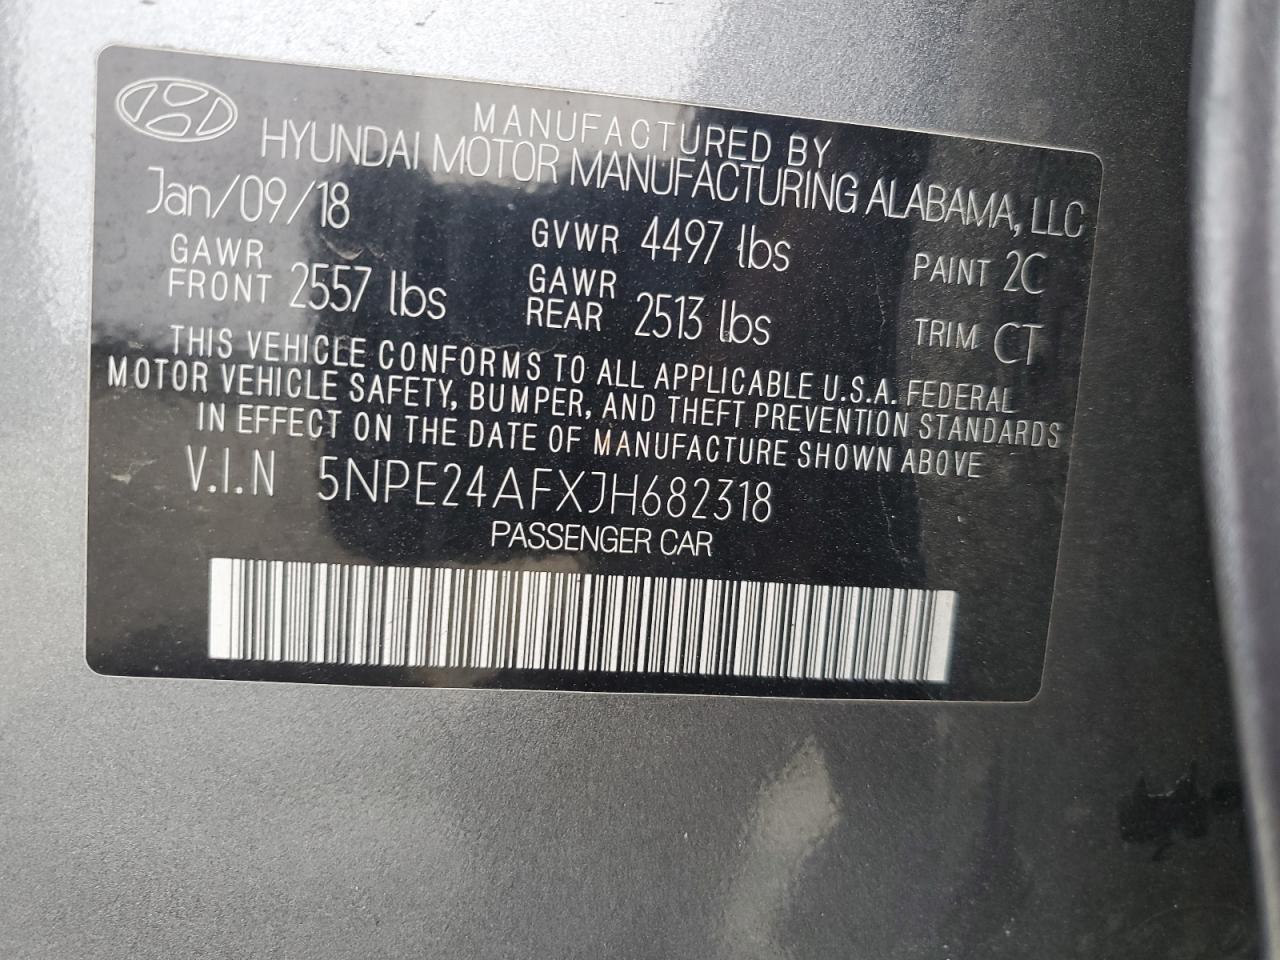 MANUFACTURED BY
HYUNDAI MOTOR MANUFACTURING ALABAMA, LLC
Jan/09/18 GVWR 4497 lbs PAINT 2C
GAWR FRONT 2557 lbs GAWR REAR 2513 lbs TRIM CT
THIS VEHICLE CONFORMS TO ALL APPLICABLE U.S.A. FEDERAL
MOTOR VEHICLE SAFETY, BUMPER, AND THEFT PREVENTION STANDARDS
IN EFFECT ON THE DATE OF MANUFACTURE SHOWN ABOVE
V.I.N 5NPE24AFXJH682318
PASSENGER CAR